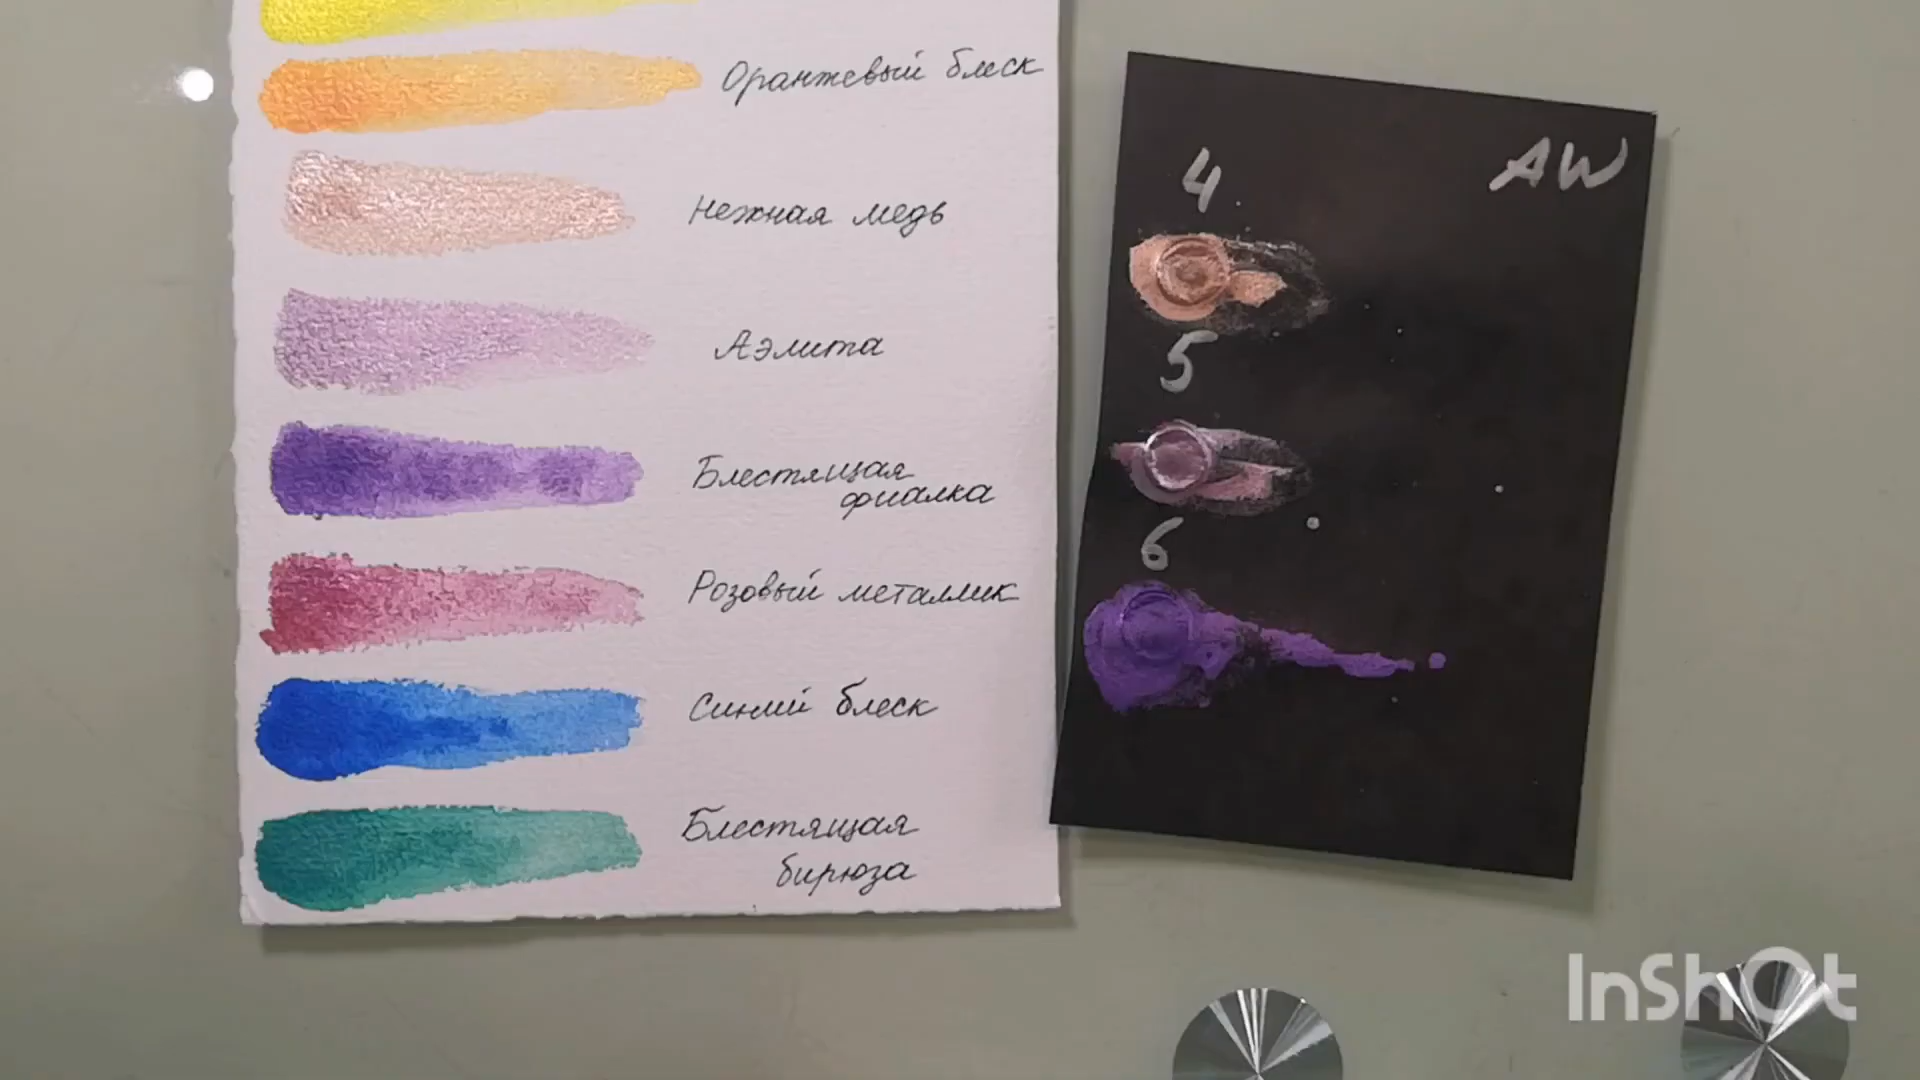 Оранжевый блеск
Нежная медь
Аэлита
Блестящая
фиалка
Розовый металлик
Синий блеск
Блестящая
бирюза
AW
4
5
6
InShOt